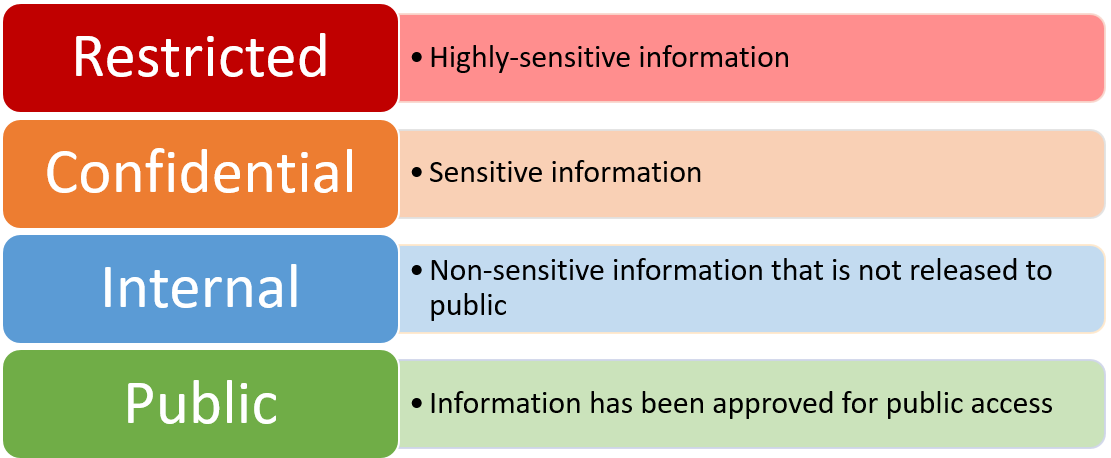 Restricted
• Highly-sensitive information
Confidential
• Sensitive information
Internal
• Non-sensitive information that is not released to
public
Public
• Information has been approved for public access